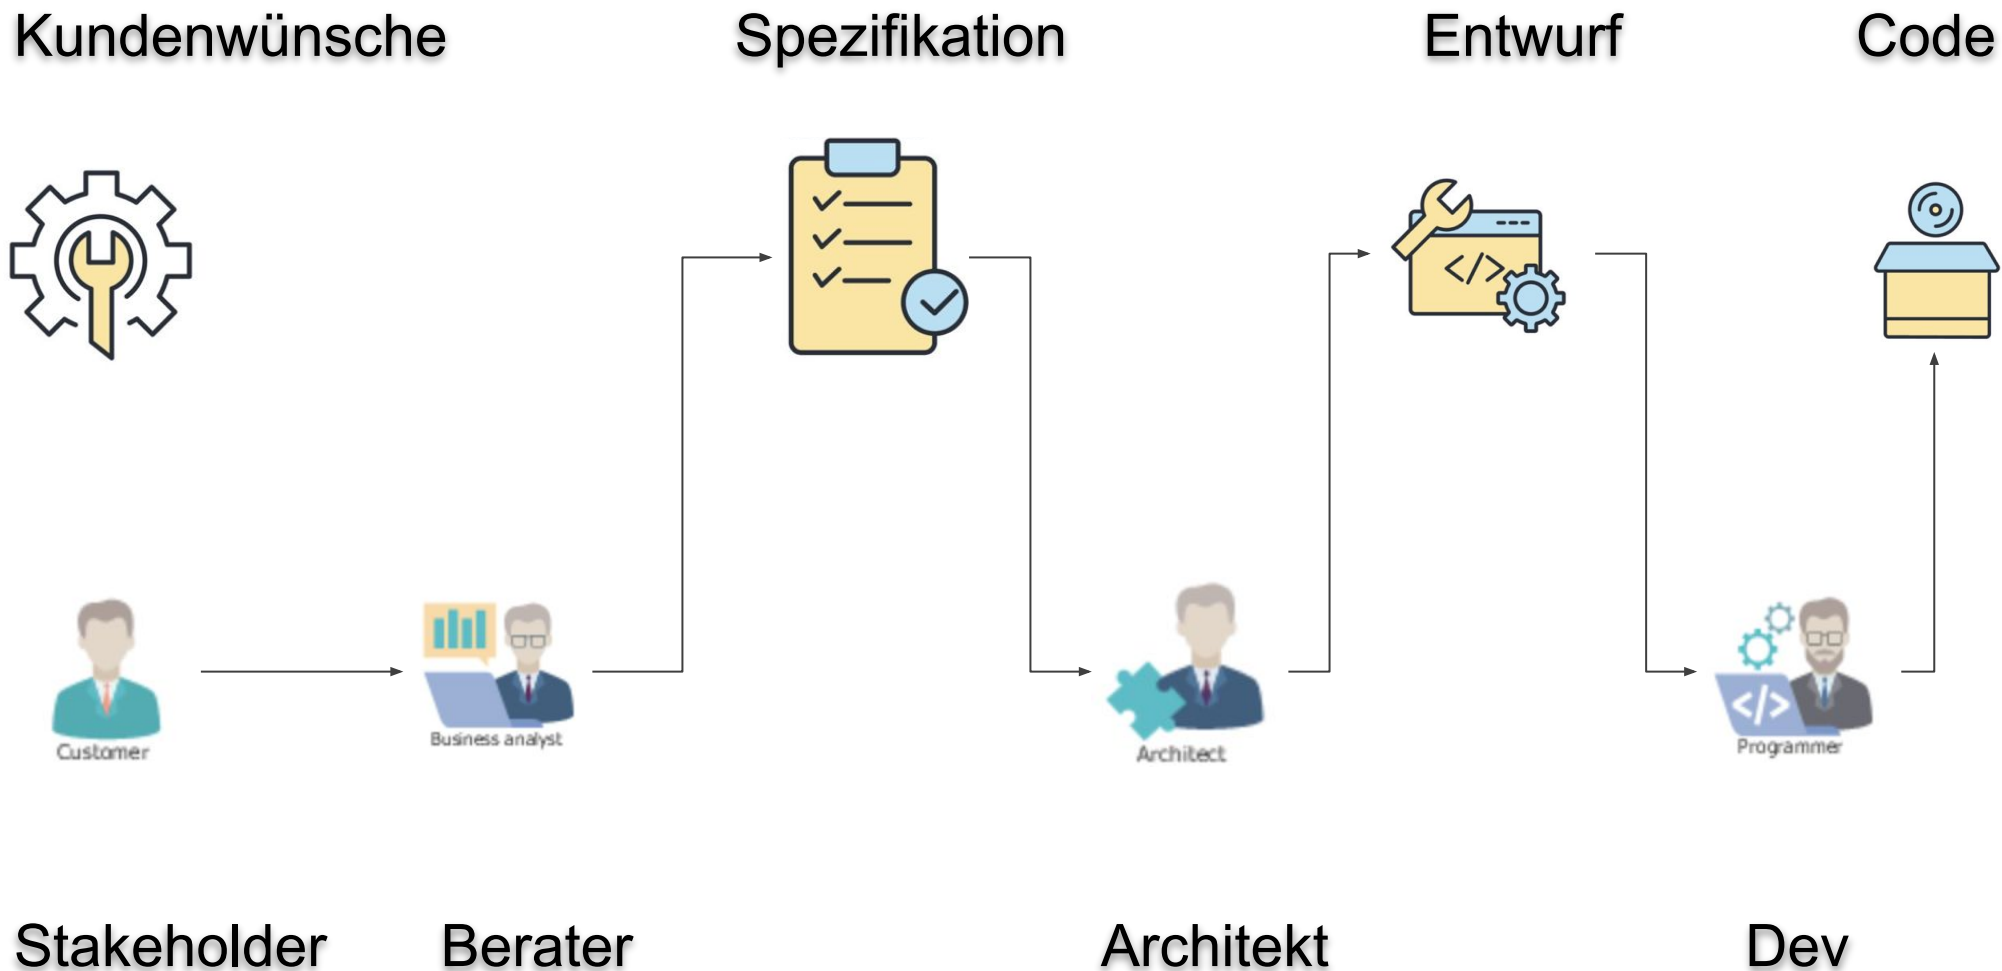 Kundenwünsche
Spezifikation
Entwurf
Code
</>
Customer
Business analyst
Architect
</>
Programmer
Stakeholder
Berater
Architekt
Dev